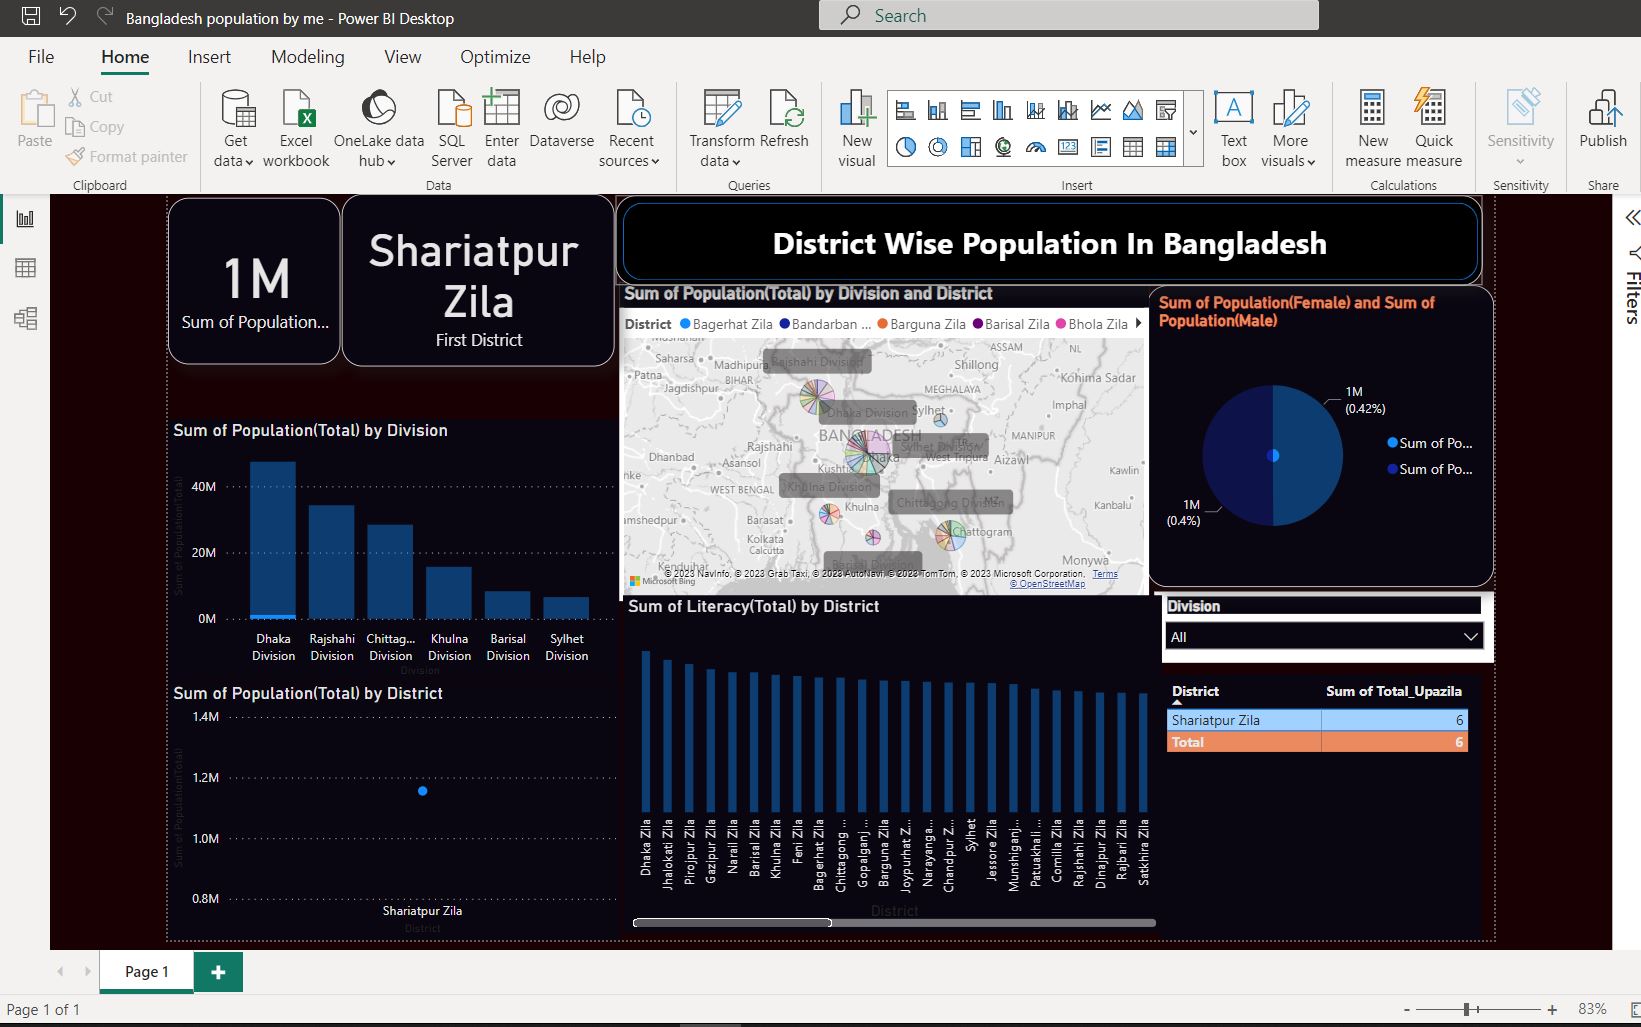 Bangladesh population by me - Power BI Desktop
Search
File
Home
Insert
Modeling
View
Optimize
Help
Paste
Cut
Copy
Format painter
Clipboard
Get
data
Excel
workbook
OneLake data
hub
SQL
Server
Enter
data
Dataverse
Recent
sources
Data
Transform
data
Refresh
Queries
New
visual
123
A
Text
box
More
visuals
Insert
New
measure
Quick
measure
Calculations
Sensitivity
Sensitivity
Publish
Share
1M
Sum of Population...
Shariatpur
Zila
First District
District Wise Population In Bangladesh
Filters
Sum of Population(Total) by Division and District
District
Bagerhat Zila
Bandarban ...
Barguna Zila
Barisal Zila
Bhola Zila
Saharsa
Madhipura
Rajshahi Division
ASSAM
NL
Patna
Jagdishpur
BIHAR
Shillong
MEGHALAYA
Kohima Sadar
Dhaka Division
Sylhet
Imphal
BANGLADESH
MANIPUR
Rajshahi
Sylhet Division
Dhanbad
Asansol
Kushtia
Dhaka
West Tripura
Aizawl
Kawlin
WEST BENGAL
Khulna Division
Chittagong Division
MZ
Khulna
Kanbalu
Barasat
Kolkata
Calcutta
Chattogram
Monywa
Barisal Division
Microsoft Bing
© 2023 NavInfo, © 2023 Grab Taxi, © 2023 AutoNavi, © 2023 TomTom, © 2023 Microsoft Corporation,
Terms
© OpenStreetMap
Sum of Population(Female) and Sum of
Population(Male)
1M
(0.42%)
1M
(0.4%)
Sum of Po...
Sum of Po...
Sum of Population(Total) by Division
Sum of Population(Total)
40M
20M
0M
Dhaka
Division
Rajshahi
Division
Chittag...
Division
Khulna
Division
Barisal
Division
Sylhet
Division
Division
Sum of Population(Total) by District
Sum of Population(Total)
1.4M
1.2M
1.0M
0.8M
Shariatpur Zila
District
Sum of Literacy(Total) by District
Dhaka Zila
Jhalokati Zila
Pirojpur Zila
Gazipur Zila
Narail Zila
Barisal Zila
Khulna Zila
Feni Zila
Bagerhat Zila
Chittagong ...
Gopalganj ...
Barguna Zila
Joypurhat Z...
Narayanga...
Chandpur Z...
Sylhet
Jessore Zila
Munshiganj...
Patuakhali...
Comilla Zila
Rajshahi Zila
Dinajpur Zila
Rajbari Zila
Satkhira Zila
District
Division
All
District
Sum of Total_Upazila
Shariatpur Zila
6
Total
6
Page 1
Page 1 of 1
83%